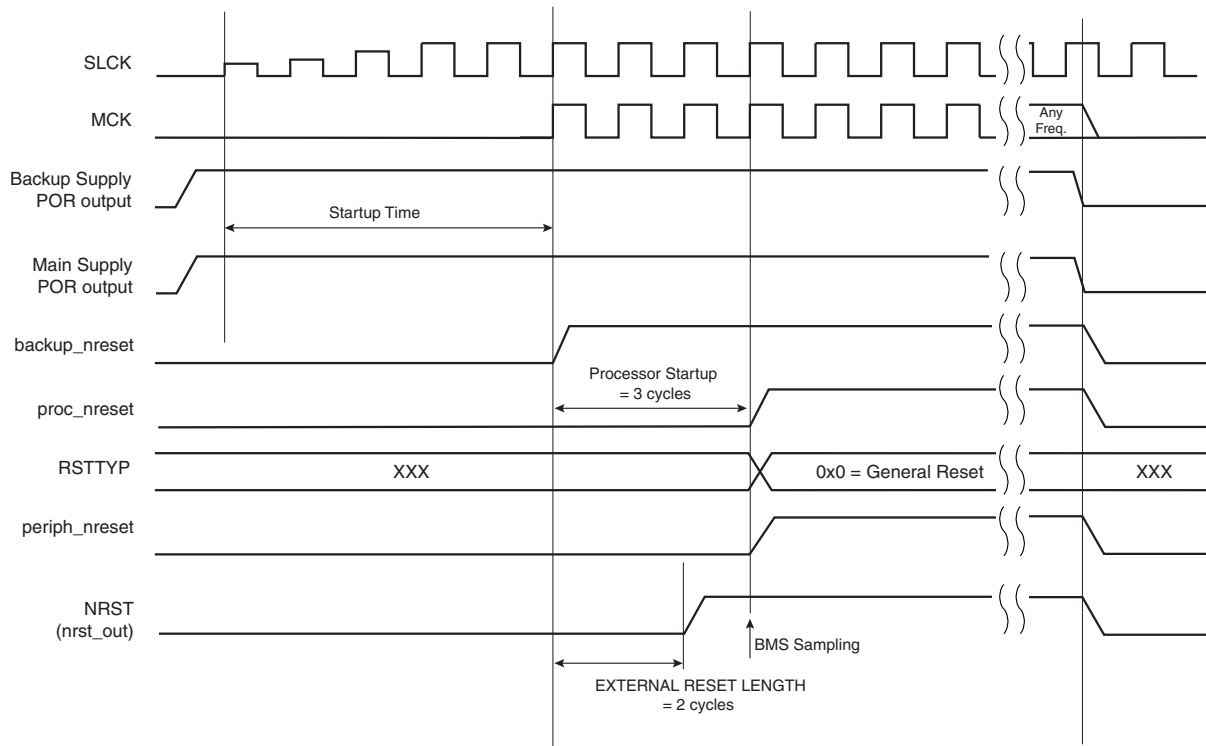 SLCK
MCK
Any
Freq.
Backup Supply
POR output
Startup Time
Main Supply
POR output
backup_nreset
Processor Startup
= 3 cycles
proc_nreset
RSTTYP
XXX
0x0 = General Reset
XXX
periph_nreset
NRST
(nrst_out)
BMS Sampling
EXTERNAL RESET LENGTH
= 2 cycles